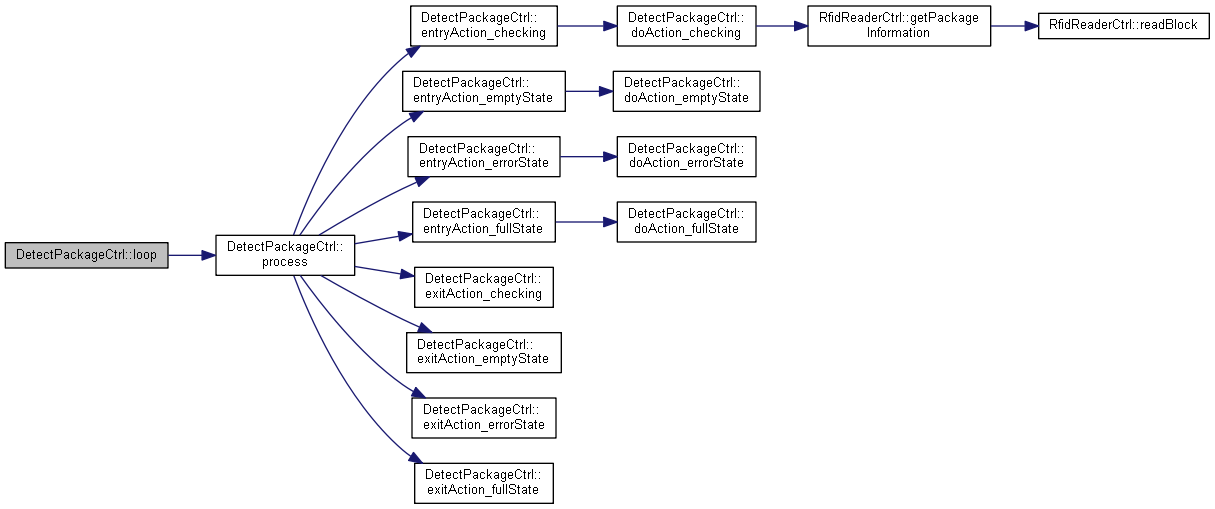 DetectPackageCtrl::loop
DetectPackageCtrl::
process
DetectPackageCtrl::
entryAction_checking
DetectPackageCtrl::
doAction_checking
RfidReaderCtrl::getPackage
Information
RfidReaderCtrl::readBlock
DetectPackageCtrl::
entryAction_emptyState
DetectPackageCtrl::
doAction_emptyState
DetectPackageCtrl::
entryAction_errorState
DetectPackageCtrl::
doAction_errorState
DetectPackageCtrl::
entryAction_fullState
DetectPackageCtrl::
doAction_fullState
DetectPackageCtrl::
exitAction_checking
DetectPackageCtrl::
exitAction_emptyState
DetectPackageCtrl::
exitAction_errorState
DetectPackageCtrl::
exitAction_fullState